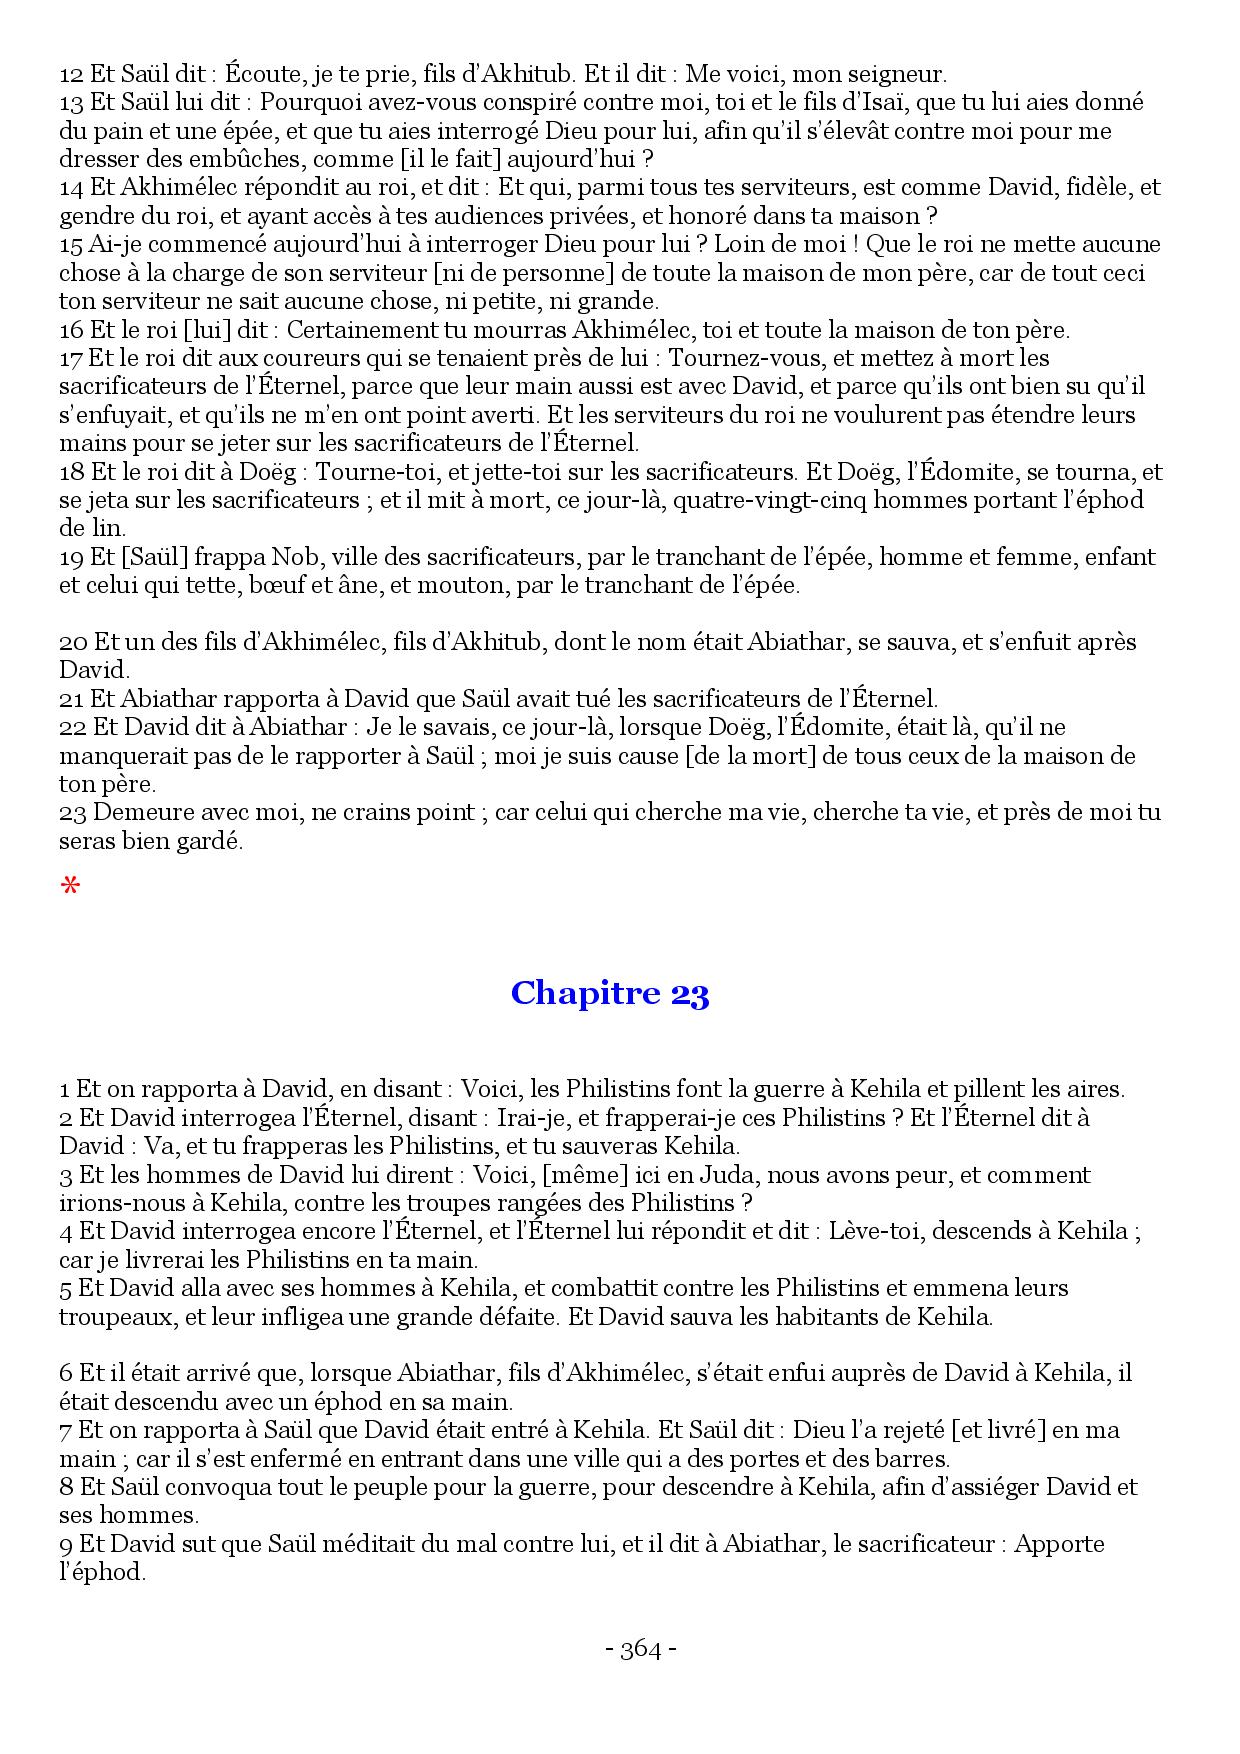 12 Et Saül dit : Écoute, je te prie, fils d’Akhitub. Et il dit : Me voici, mon seigneur.
13 Et Saül lui dit : Pourquoi avez-vous conspiré contre moi, toi et le fils d’Isaï, que tu lui aies donné
du pain et une épée, et que tu aies interrogé Dieu pour lui, afin qu’il s’élevât contre moi pour me
dresser des embûches, comme [il le fait] aujourd’hui ?
14 Et Akhimélec répondit au roi, et dit : Et qui, parmi tous tes serviteurs, est comme David, fidèle, et
gendre du roi, et ayant accès à tes audiences privées, et honoré dans ta maison ?
15 Ai-je commencé aujourd’hui à interroger Dieu pour lui ? Loin de moi ! Que le roi ne mette aucune
chose à la charge de son serviteur [ni de personne] de toute la maison de mon père, car de tout ceci
ton serviteur ne sait aucune chose, ni petite, ni grande.
16 Et le roi [lui] dit : Certainement tu mourras Akhimélec, toi et toute la maison de ton père.
17 Et le roi dit aux coureurs qui se tenaient près de lui : Tournez-vous, et mettez à mort les
sacrificateurs de l’Éternel, parce que leur main aussi est avec David, et parce qu’ils ont bien su qu’il
s’enfuyait, et qu’ils ne m’en ont point averti. Et les serviteurs du roi ne voulurent pas étendre leurs
mains pour se jeter sur les sacrificateurs de l’Éternel.
18 Et le roi dit à Doëg : Tourne-toi, et jette-toi sur les sacrificateurs. Et Doëg, l’Édomite, se tourna, et
se jeta sur les sacrificateurs ; et il mit à mort, ce jour-là, quatre-vingt-cinq hommes portant l’éphod
de lin.
19 Et [Saül] frappa Nob, ville des sacrificateurs, par le tranchant de l’épée, homme et femme, enfant
et celui qui tette, bœuf et âne, et mouton, par le tranchant de l’épée.
20 Et un des fils d’Akhimélec, fils d’Akhitub, dont le nom était Abiathar, se sauva, et s’enfuit après
David.
21 Et Abiathar rapporta à David que Saül avait tué les sacrificateurs de l’Éternel.
22 Et David dit à Abiathar : Je le savais, ce jour-là, lorsque Doëg, l’Édomite, était là, qu’il ne
manquerait pas de le rapporter à Saül ; moi je suis cause [de la mort] de tous ceux de la maison de
ton père.
23 Demeure avec moi, ne crains point ; car celui qui cherche ma vie, cherche ta vie, et près de moi tu
seras bien gardé.
*
Chapitre 23
1 Et on rapporta à David, en disant : Voici, les Philistins font la guerre à Kehila et pillent les aires.
2 Et David interrogea l’Éternel, disant : Irai-je, et frapperai-je ces Philistins ? Et l’Éternel dit à
David : Va, et tu frapperas les Philistins, et tu sauveras Kehila.
3 Et les hommes de David lui dirent : Voici, [même] ici en Juda, nous avons peur, et comment
irions-nous à Kehila, contre les troupes rangées des Philistins ?
4 Et David interrogea encore l’Éternel, et l’Éternel lui répondit et dit : Lève-toi, descends à Kehila ;
car je livrerai les Philistins en ta main.
5 Et David alla avec ses hommes à Kehila, et combattit contre les Philistins et emmena leurs
troupeaux, et leur infligea une grande défaite. Et David sauva les habitants de Kehila.
6 Et il était arrivé que, lorsque Abiathar, fils d’Akhimélec, s’était enfui auprès de David à Kehila, il
était descendu avec un éphod en sa main.
7 Et on rapporta à Saül que David était entré à Kehila. Et Saül dit : Dieu l’a rejeté [et livré] en ma
main ; car il s’est enfermé en entrant dans une ville qui a des portes et des barres.
8 Et Saül convoqua tout le peuple pour la guerre, pour descendre à Kehila, afin d’assiéger David et
ses hommes.
9 Et David sut que Saül méditait du mal contre lui, et il dit à Abiathar, le sacrificateur : Apporte
l’éphod.
- 364 -